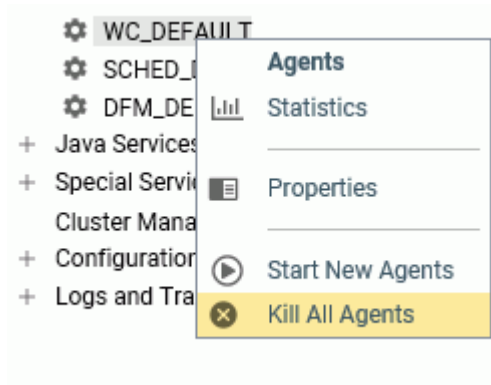 WC_DEFAULT
SCHED_
DFM_DE
Java Services
Special Servi
Cluster Mana
Configuration
Logs and Tra
Agents
Statistics
Properties
Start New Agents
Kill All Agents